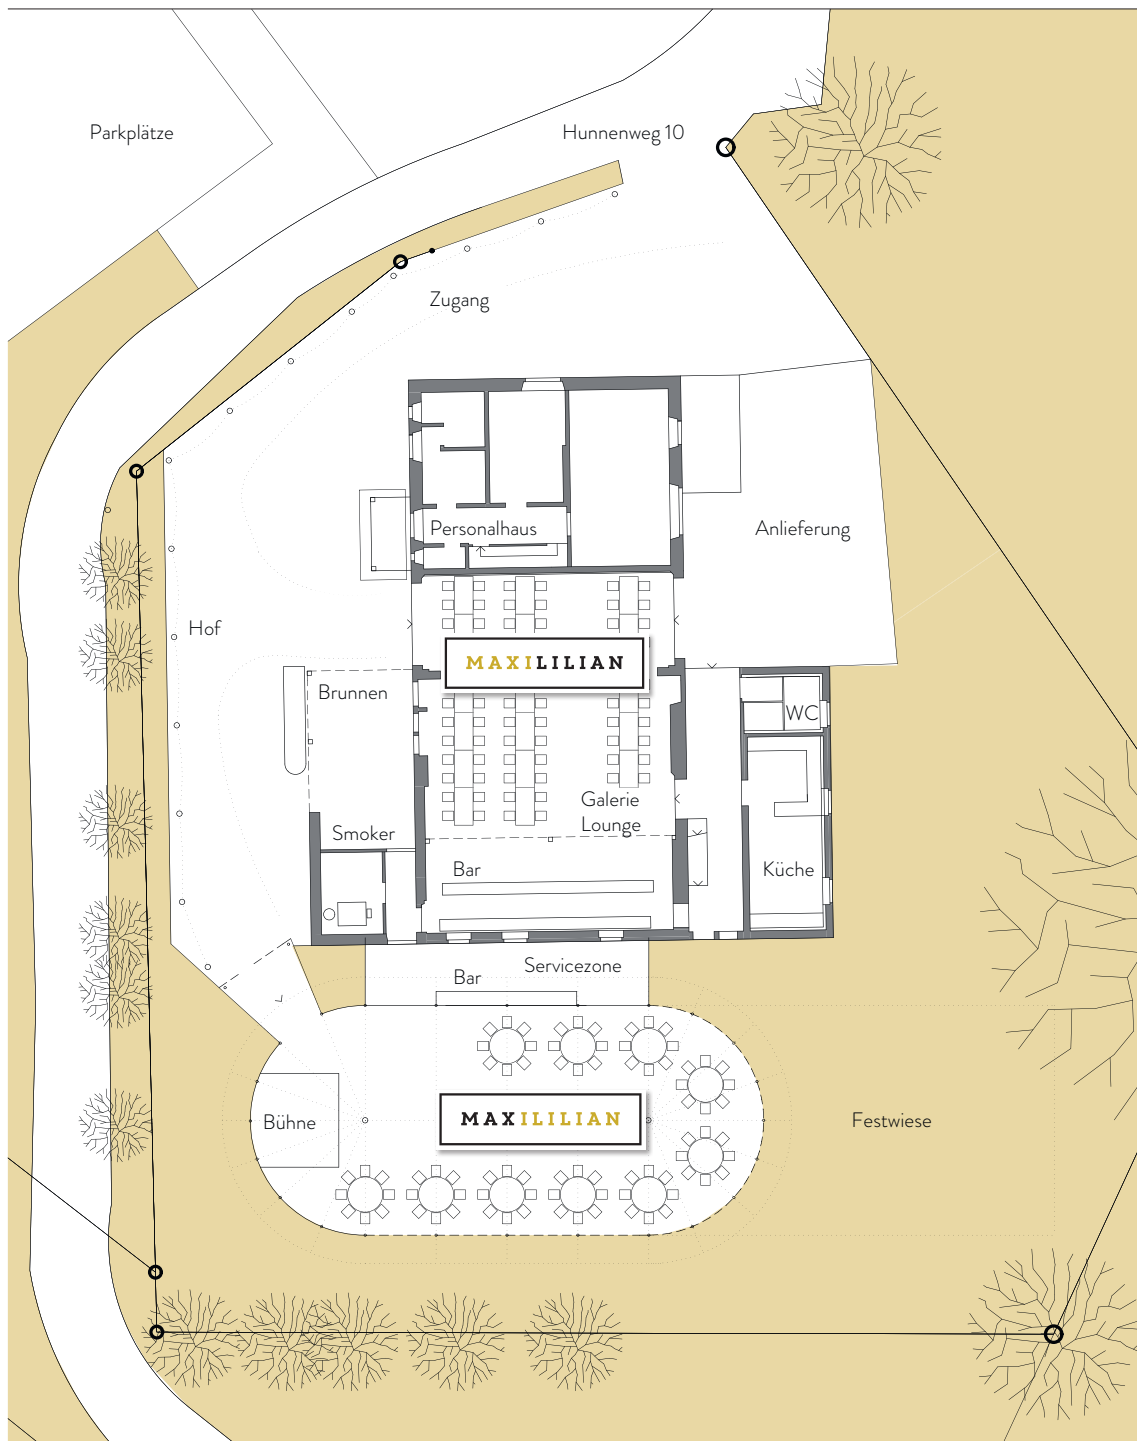 Parkplätze
Hunnenweg 10
Zugang
Personalhaus
Anlieferung
Hof
MAXILILIAN
Brunnen
WC
Galerie
Lounge
Smoker
Bar
Küche
Servicezone
Bar
MAXILILIAN
Bühne
Festwiese